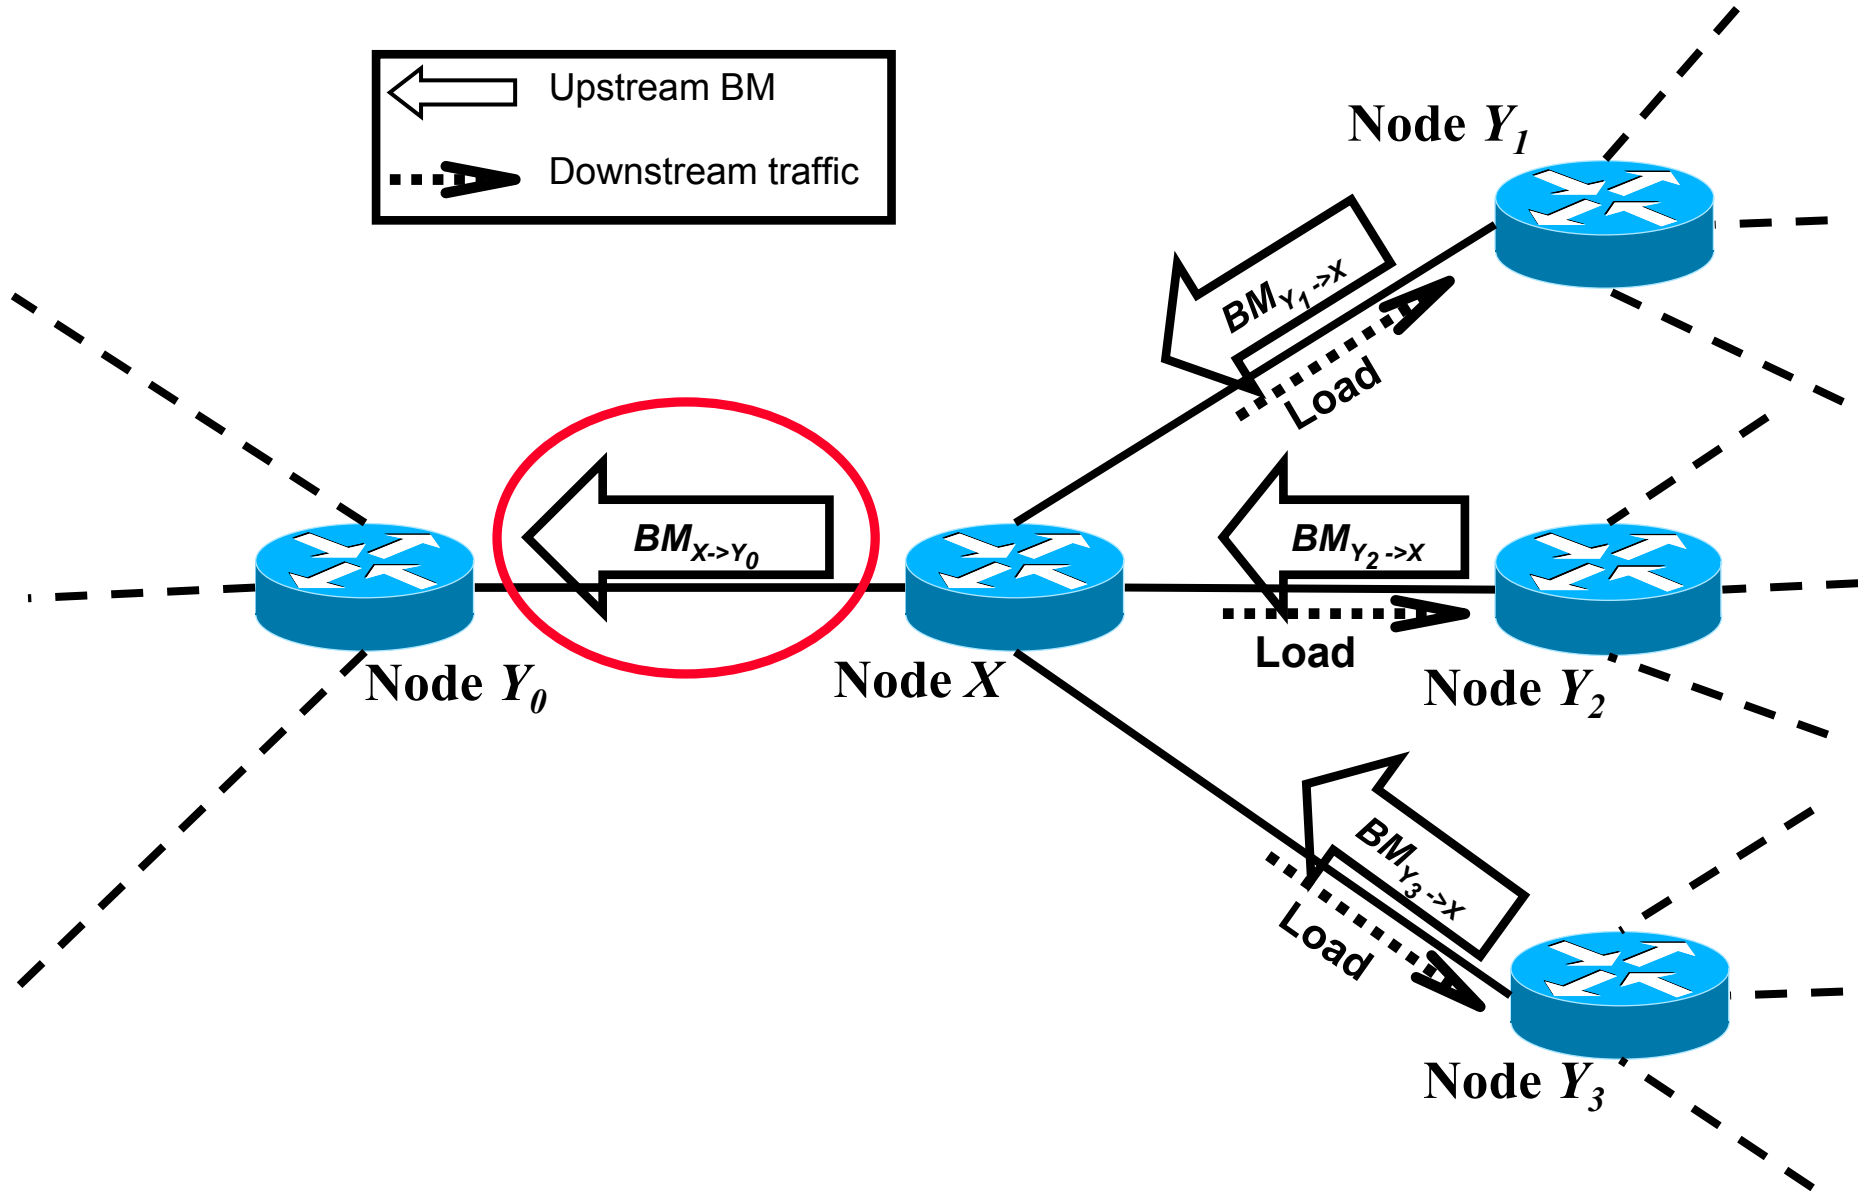 Upstream BM
Downstream traffic
Node Y1
BMY1->X
Load
BMX->Y0
BMY2->X
Load
Node Y0
Node X
Node Y2
BMY3->X
Load
Node Y3